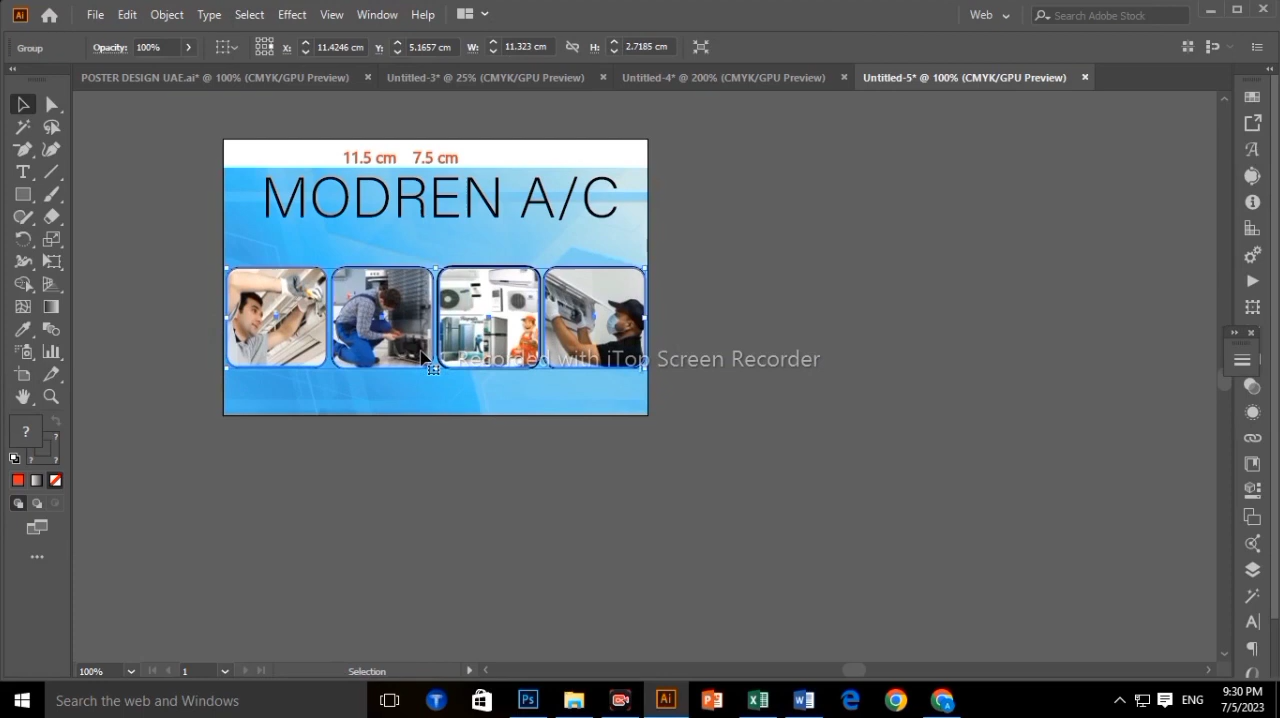 File Edit Object Type Select Effect View Window Help
Web
Search Adobe Stock
Group
Opacity: 100%
X: 11.4246 cm
Y: 5.1657 cm
W: 11.323 cm
H: 2.7185 cm
POSTER DESIGN UAE.ai* @ 100% (CMYK/GPU Preview)
Untitled-3* @ 25% (CMYK/GPU Preview)
Untitled-4* @ 200% (CMYK/GPU Preview)
Untitled-5* @ 100% (CMYK/GPU Preview)
11.5 cm 7.5 cm
MODREN A/C
Recorded with iTop Screen Recorder
100%
1
Selection
Search the web and Windows
ENG
9:30 PM
7/5/2023